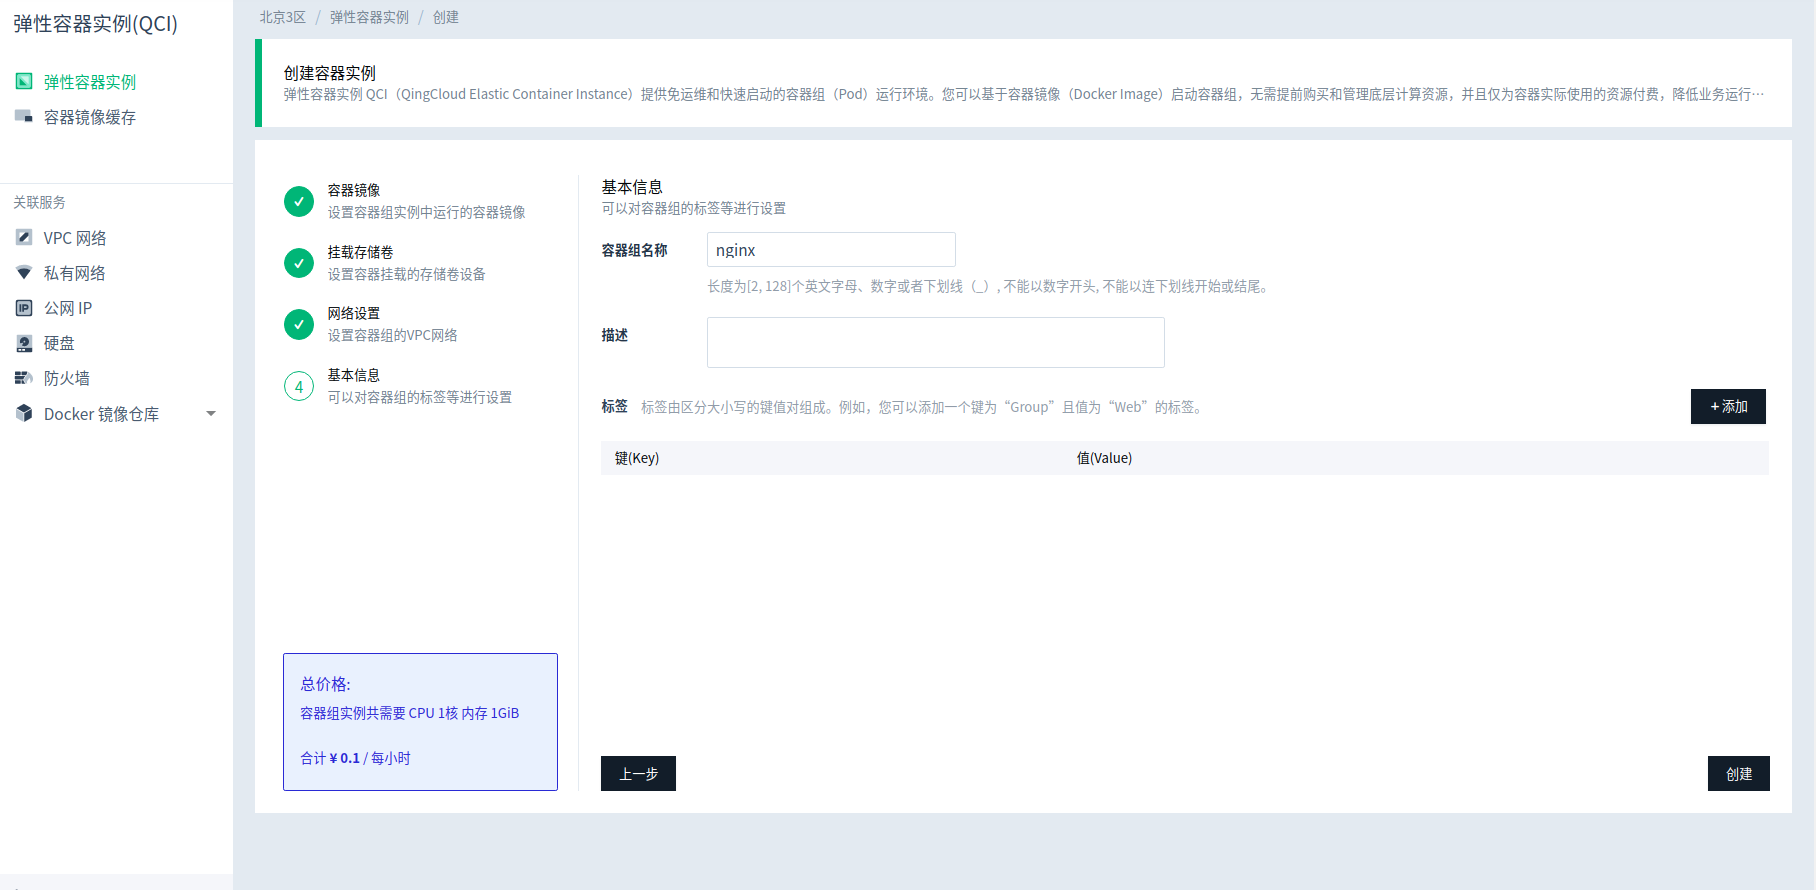 弹性容器实例(QCI)
弹性容器实例
容器镜像缓存
关联服务
VPC 网络
私有网络
公网 IP
硬盘
防火墙
Docker 镜像仓库
北京3区 / 弹性容器实例 / 创建
创建容器实例
弹性容器实例 QCI（QingCloud Elastic Container Instance）提供免运维和快速启动的容器组（Pod）运行环境。您可以基于容器镜像（Docker Image）启动容器组，无需提前购买和管理底层计算资源，并且仅为容器实际使用的资源付费，降低业务运行…
容器镜像
设置容器组实例中运行的容器镜像
挂载存储卷
设置容器挂载的存储卷设备
网络设置
设置容器组的VPC网络
4
基本信息
可以对容器组的标签等进行设置
总价格:
容器组实例共需要 CPU 1核 内存 1GiB
合计 ¥ 0.1 / 每小时
基本信息
可以对容器组的标签等进行设置
容器组名称 nginx
长度为[2, 128]个英文字母、数字或者下划线（_）, 不能以数字开头, 不能以连下划线开始或结尾。
描述
标签 标签由区分大小写的键值对组成。例如，您可以添加一个键为“Group”且值为“Web”的标签。
+ 添加
键(Key) 值(Value)
上一步
创建